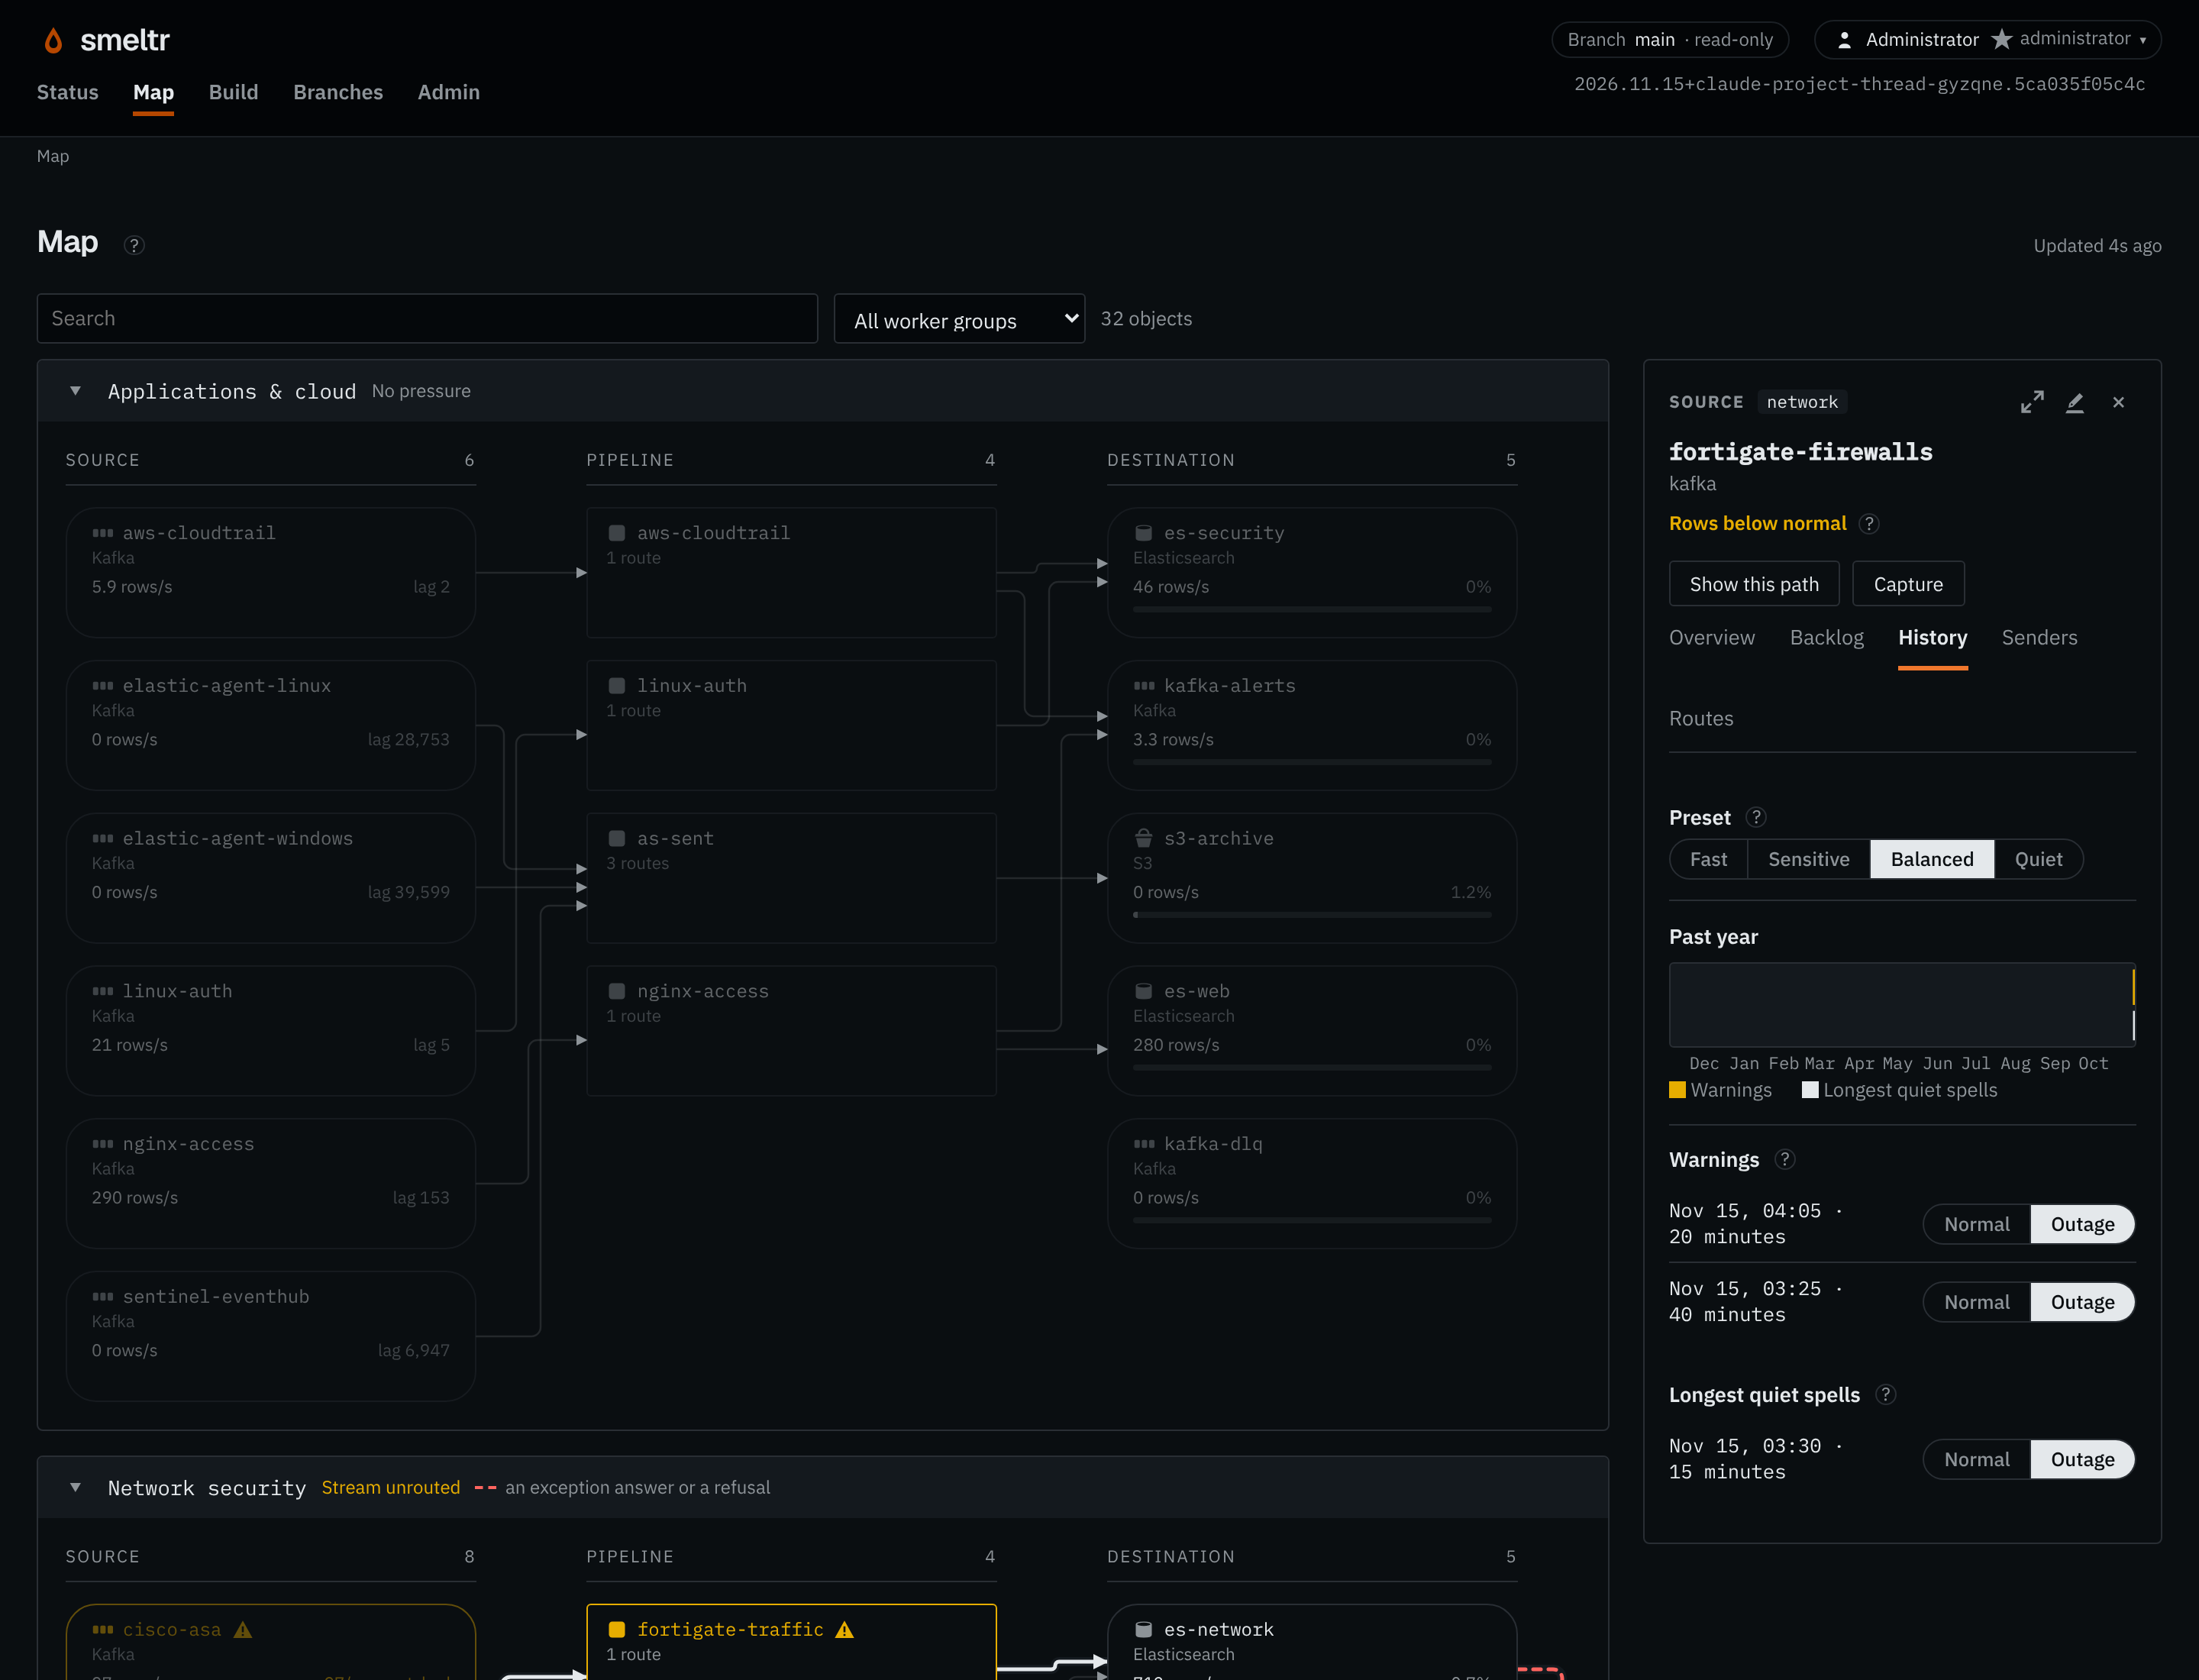 smeltr
Branch main · read-only
Administrator ★ administrator ▾
Status Map Build Branches Admin
2026.11.15+claude-project-thread-gyzqne.5ca035f05c4c
Map
Map ?
Updated 4s ago
Search
All worker groups
32 objects
▼ Applications & cloud No pressure
SOURCE 6
PIPELINE 4
DESTINATION 5
aws-cloudtrail
Kafka
5.9 rows/s lag 2
elastic-agent-linux
Kafka
0 rows/s lag 28,753
elastic-agent-windows
Kafka
0 rows/s lag 39,599
linux-auth
Kafka
21 rows/s lag 5
nginx-access
Kafka
290 rows/s lag 153
sentinel-eventhub
Kafka
0 rows/s lag 6,947
aws-cloudtrail
1 route
linux-auth
1 route
as-sent
3 routes
nginx-access
1 route
es-security
Elasticsearch
46 rows/s 0%
kafka-alerts
Kafka
3.3 rows/s 0%
s3-archive
S3
0 rows/s 1.2%
es-web
Elasticsearch
280 rows/s 0%
kafka-dlq
Kafka
0 rows/s 0%
▼ Network security Stream unrouted -- an exception answer or a refusal
SOURCE 8
PIPELINE 4
DESTINATION 5
cisco-asa
Kafka
fortigate-traffic
1 route
es-network
Elasticsearch
SOURCE network
fortigate-firewalls
kafka
Rows below normal ?
Show this path
Capture
Overview Backlog History Senders
Routes
Preset ?
Fast Sensitive Balanced Quiet
Past year
Dec Jan Feb Mar Apr May Jun Jul Aug Sep Oct
Warnings Longest quiet spells
Warnings ?
Nov 15, 04:05 ·
20 minutes
Normal Outage
Nov 15, 03:25 ·
40 minutes
Normal Outage
Longest quiet spells ?
Nov 15, 03:30 ·
15 minutes
Normal Outage